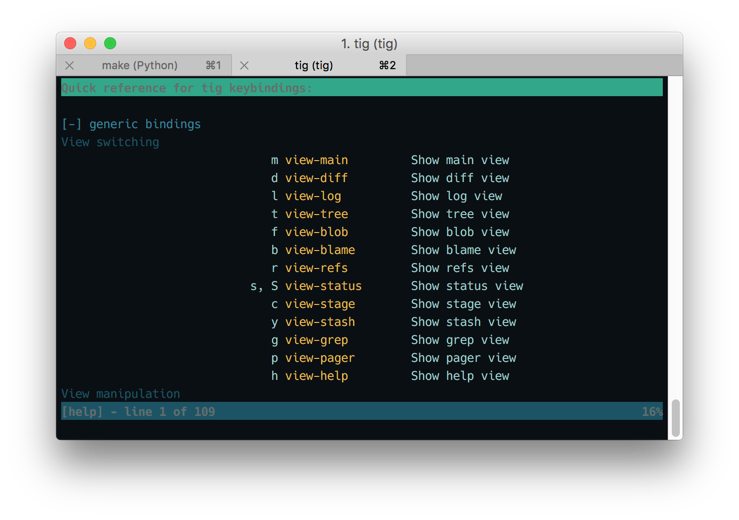 1. tig (tig)
make (Python) ⌘1 tig (tig) ⌘2
Quick reference for tig keybindings:
[-] generic bindings
View switching
m view-main Show main view
d view-diff Show diff view
l view-log Show log view
t view-tree Show tree view
f view-blob Show blob view
b view-blame Show blame view
r view-refs Show refs view
s, S view-status Show status view
c view-stage Show stage view
y view-stash Show stash view
g view-grep Show grep view
p view-pager Show pager view
h view-help Show help view
View manipulation
[help] - line 1 of 109 16%